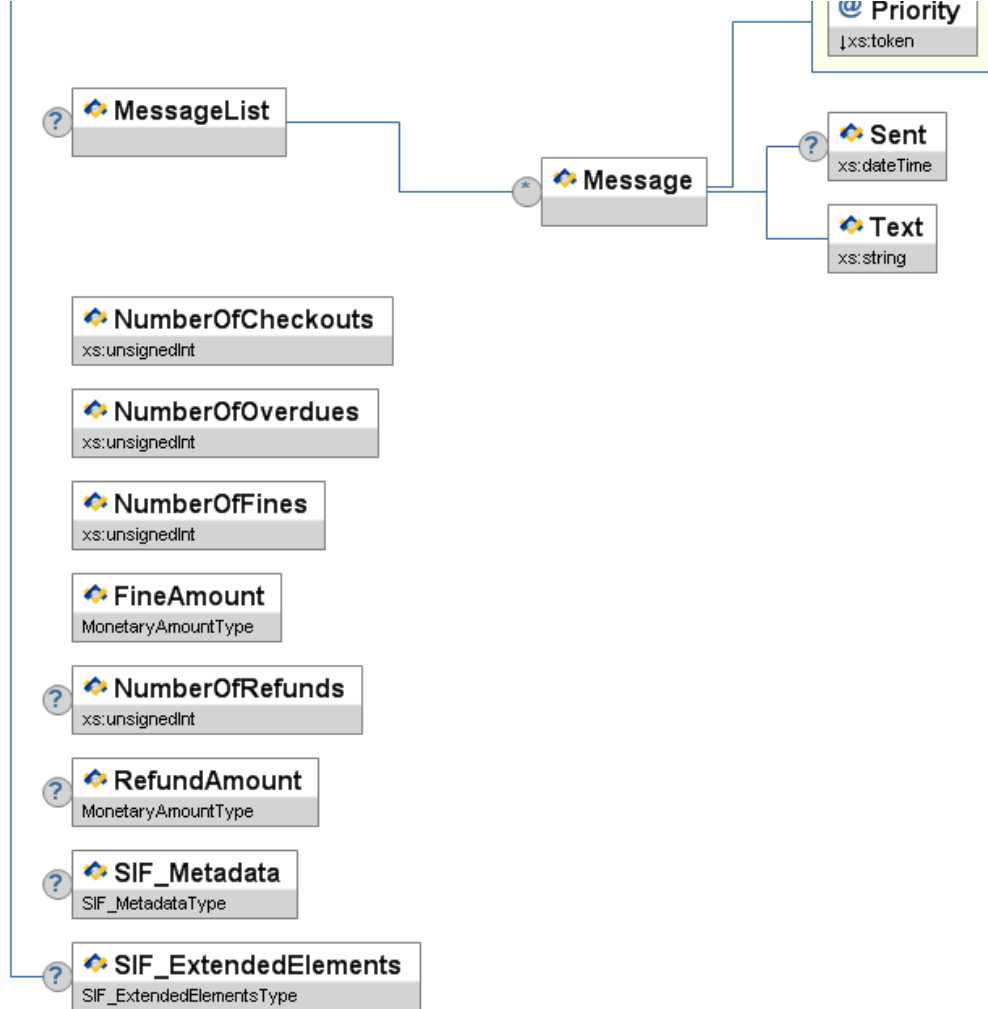 @ Priority
xs:token
? MessageList
* Message
? Sent
xs:dateTime
Text
xs:string
NumberOfCheckouts
xs:unsignedInt
NumberOfOverdues
xs:unsignedInt
NumberOfFines
xs:unsignedInt
FineAmount
MonetaryAmountType
? NumberOfRefunds
xs:unsignedInt
? RefundAmount
MonetaryAmountType
? SIF_Metadata
SIF_MetadataType
? SIF_ExtendedElements
SIF_ExtendedElementsType